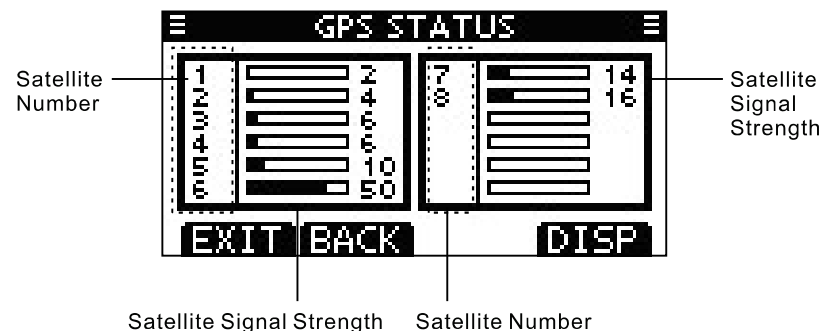 GPS STATUS
Satellite Number
1 2
2 4
3 6
4 6
5 10
6 50
7 14
8 16
Satellite Signal Strength
EXIT BACK DISP
Satellite Signal Strength
Satellite Number